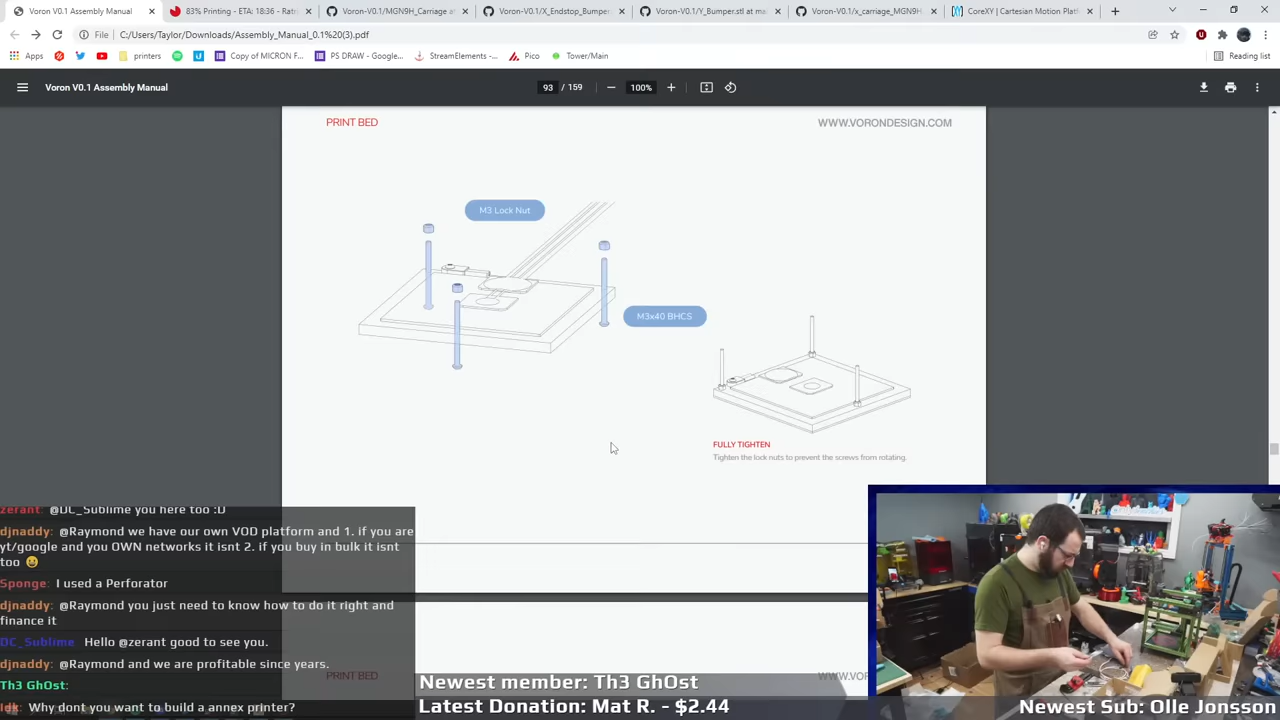 Voron V0.1 Assembly Manual
83% Printing - ETA: 18:36 - Ratr
Voron-V0.1/MGN9H_Carriage at
Voron-V0.1/X_Endstop_Bumper.
Voron-V0.1/Y_Bumper.stl at ma
Voron-V0.1/x_carriage_MGN9H
CoreXY | Cartesian Motion Platf
File
C:/Users/Taylor/Downloads/Assembly_Manual_0.1%20(3).pdf
Apps
printers
Copy of MICRON F...
PS DRAW - Google...
StreamElements -...
Pico
Tower/Main
Reading list
Voron V0.1 Assembly Manual
93 / 159
100%
PRINT BED
WWW.VORONDESIGN.COM
M3 Lock Nut
M3x40 BHCS
FULLY TIGHTEN
Tighten the lock nuts to prevent the screws from rotating.
zerant: @DC_Sublime you here too :D
djnaddy: @Raymond we have our own VOD platform and 1. if you are
yt/google and you OWN networks it isnt 2. if you buy in bulk it isnt
too
Sponge: I used a Perforator
djnaddy: @Raymond you just need to know how to do it right and
finance it
DC_Sublime Hello @zerant good to see you.
djnaddy: @Raymond and we are profitable since years.
Th3 GhOst:
Why dont you want to build a annex printer?
PRINT BED
Newest member: Th3 GhOst
Latest Donation: Mat R. - $2.44
Newest Sub: Olle Jonsson